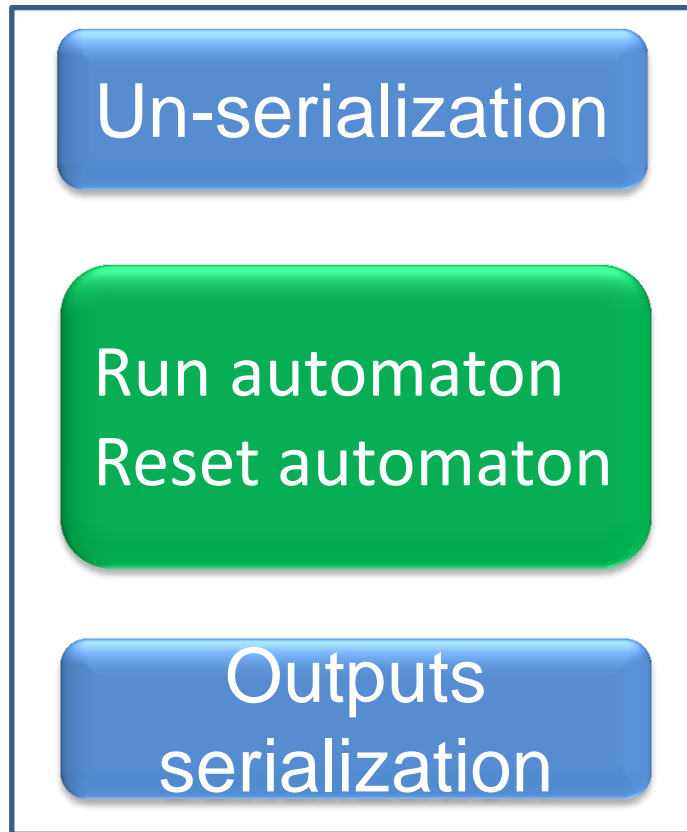 Un-serialization
Run automaton
Reset automaton
Outputs
serialization